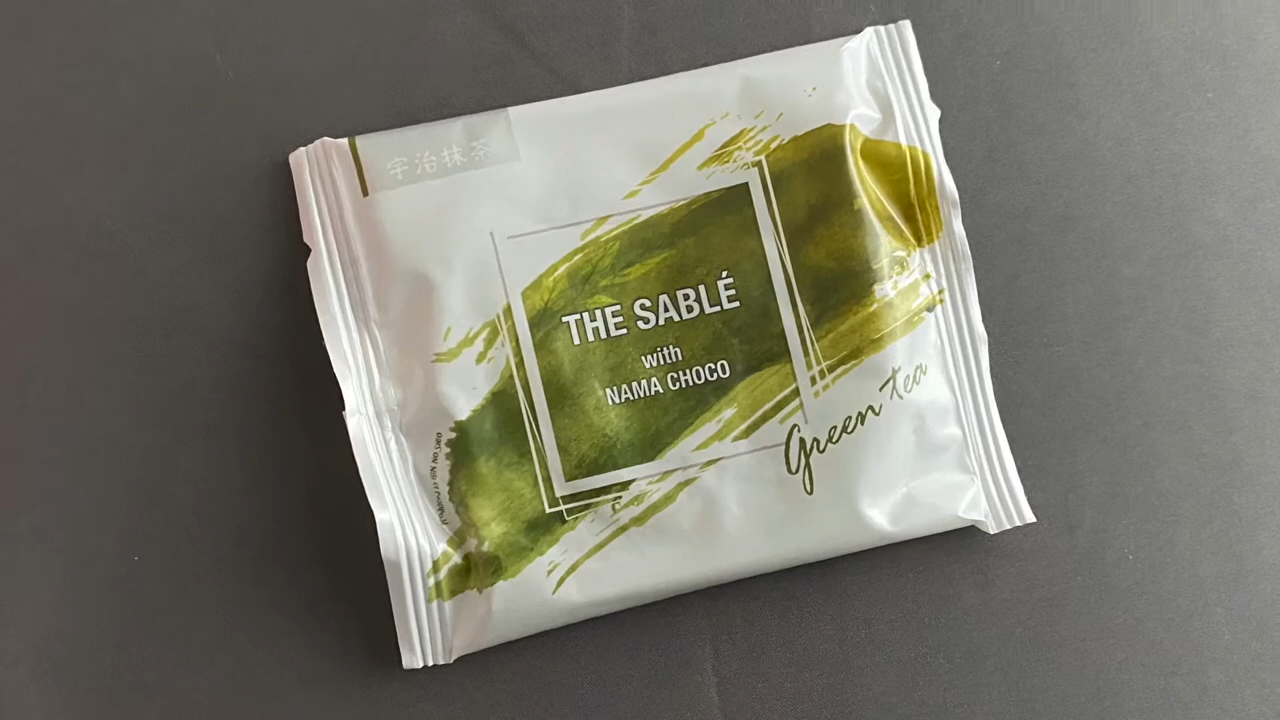 宇治抹茶
THE SABLÉ
with
NAMA CHOCO
Green tea